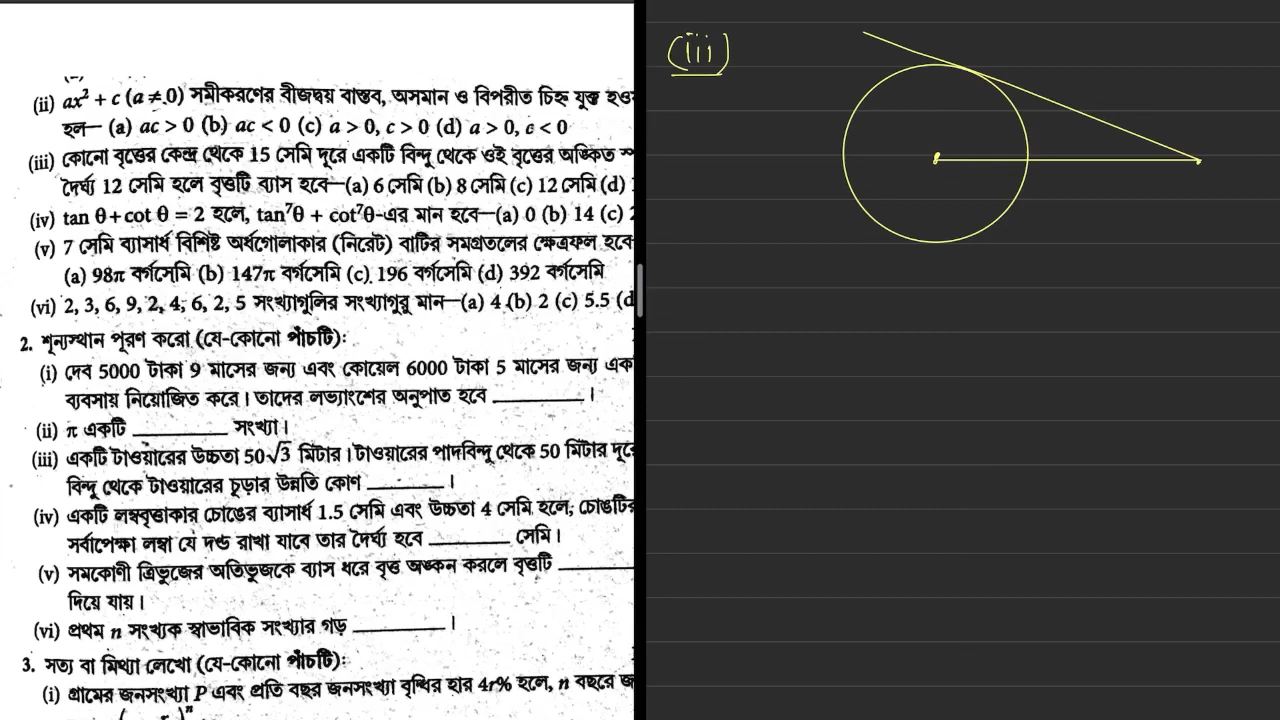 (ii) ax² + c (a ≠ 0) সমীকরণের বীজদ্বয় বাস্তব, অসমান ও বিপরীত চিহ্ন যুক্ত
হল— (a) ac > 0 (b) ac < 0 (c) a > 0, c > 0 (d) a > 0, c < 0
(iii) কোনো বৃত্তের কেন্দ্র থেকে 15 সেমি দূরে একটি বিন্দু থেকে ওই বৃত্তের অঙ্কিত
দৈর্ঘ্য 12 সেমি হলে বৃত্তটি ব্যাস হবে—(a) 6 সেমি (b) 8 সেমি (c) 12 সেমি (d)
(iv) tan θ + cot θ = 2 হলে, tan⁷θ + cot⁷θ-এর মান হবে—(a) 0 (b) 14 (c)
(v) 7 সেমি ব্যাসার্ধ বিশিষ্ট অর্ধগোলাকার (নিরেট) বাটির সমগ্রতলের ক্ষেত্রফল হবে
(a) 98π বর্গসেমি (b) 147π বর্গসেমি (c) 196 বর্গসেমি (d) 392 বর্গসেমি
(vi) 2, 3, 6, 9, 2, 4, 6, 2, 5 সংখ্যাগুলির সংখ্যাগুরু মান—(a) 4 (b) 2 (c) 5.5 (d
2. শূন্যস্থান পূরণ করো (যে-কোনো পাঁচটি):
(i) দেব 5000 টাকা 9 মাসের জন্য এবং কোয়েল 6000 টাকা 5 মাসের জন্য এক
ব্যবসায় নিয়োজিত করে। তাদের লভ্যাংশের অনুপাত হবে __________ ।
(ii) π একটি __________ সংখ্যা।
(iii) একটি টাওয়ারের উচ্চতা 50√3 মিটার। টাওয়ারের পাদবিন্দু থেকে 50 মিটার দূরে
বিন্দু থেকে টাওয়ারের চূড়ার উন্নতি কোণ ________ ।
(iv) একটি লম্ববৃত্তাকার চোঙের ব্যাসার্ধ 1.5 সেমি এবং উচ্চতা 4 সেমি হলে, চোঙটির
সর্বাপেক্ষা লম্বা যে দণ্ড রাখা যাবে তার দৈর্ঘ্য হবে ________ সেমি।
(v) সমকোণী ত্রিভুজের অতিভুজকে ব্যাস ধরে বৃত্ত অঙ্কন করলে বৃত্তটি ________
দিয়ে যায়।
(vi) প্রথম n সংখ্যক স্বাভাবিক সংখ্যার গড় __________ ।
3. সত্য বা মিথ্যা লেখো (যে-কোনো পাঁচটি):
(i) গ্রামের জনসংখ্যা P এবং প্রতি বছর জনসংখ্যা বৃদ্ধির হার 4r% হলে, n বছরে
(iii)